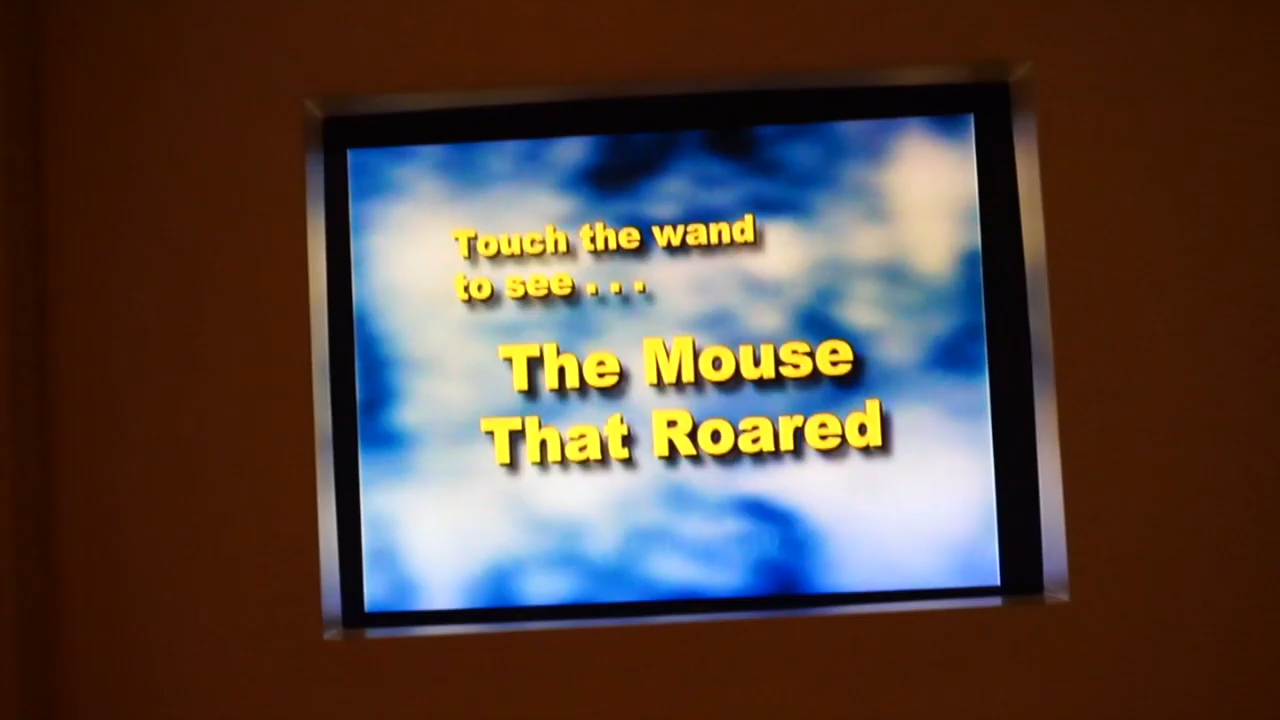 Touch the wand
to see . . .
The Mouse
That Roared